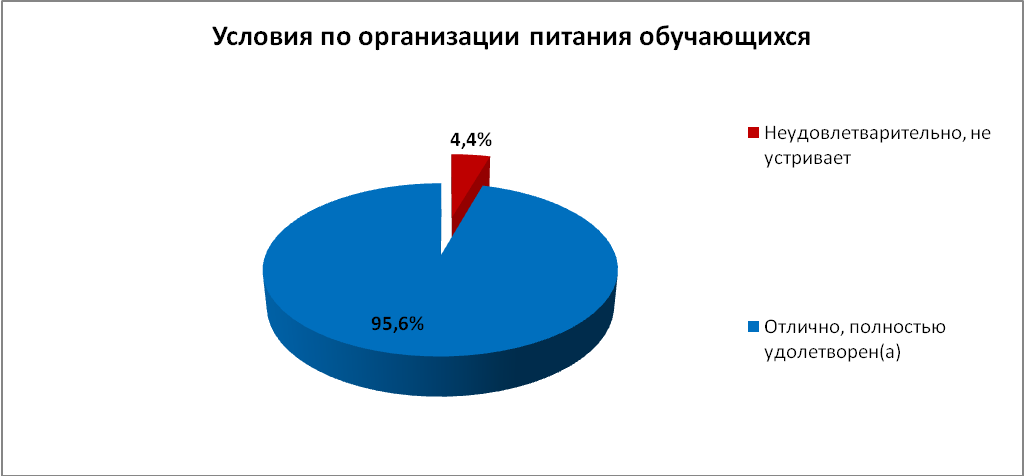 Условия по организации питания обучающихся
4,4%
Неудовлетварительно, не
устривает
95,6%
Отлично, полностью
удолетворен(а)